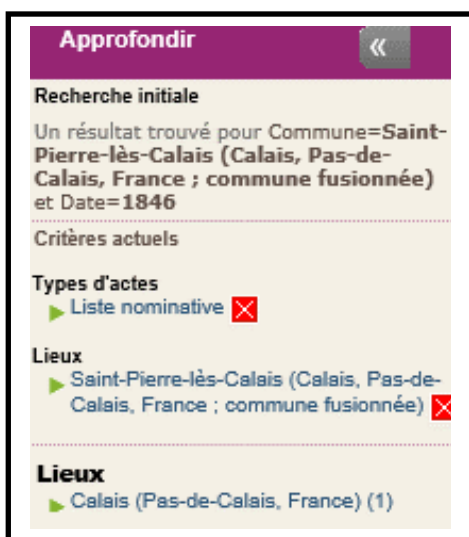 Approfondir «
Recherche initiale
Un résultat trouvé pour Commune=Saint-
Pierre-lès-Calais (Calais, Pas-de-
Calais, France ; commune fusionnée)
et Date=1846
Critères actuels
Types d'actes
Liste nominative
Lieux
Saint-Pierre-lès-Calais (Calais, Pas-de-
Calais, France ; commune fusionnée)
Lieux
Calais (Pas-de-Calais, France) (1)